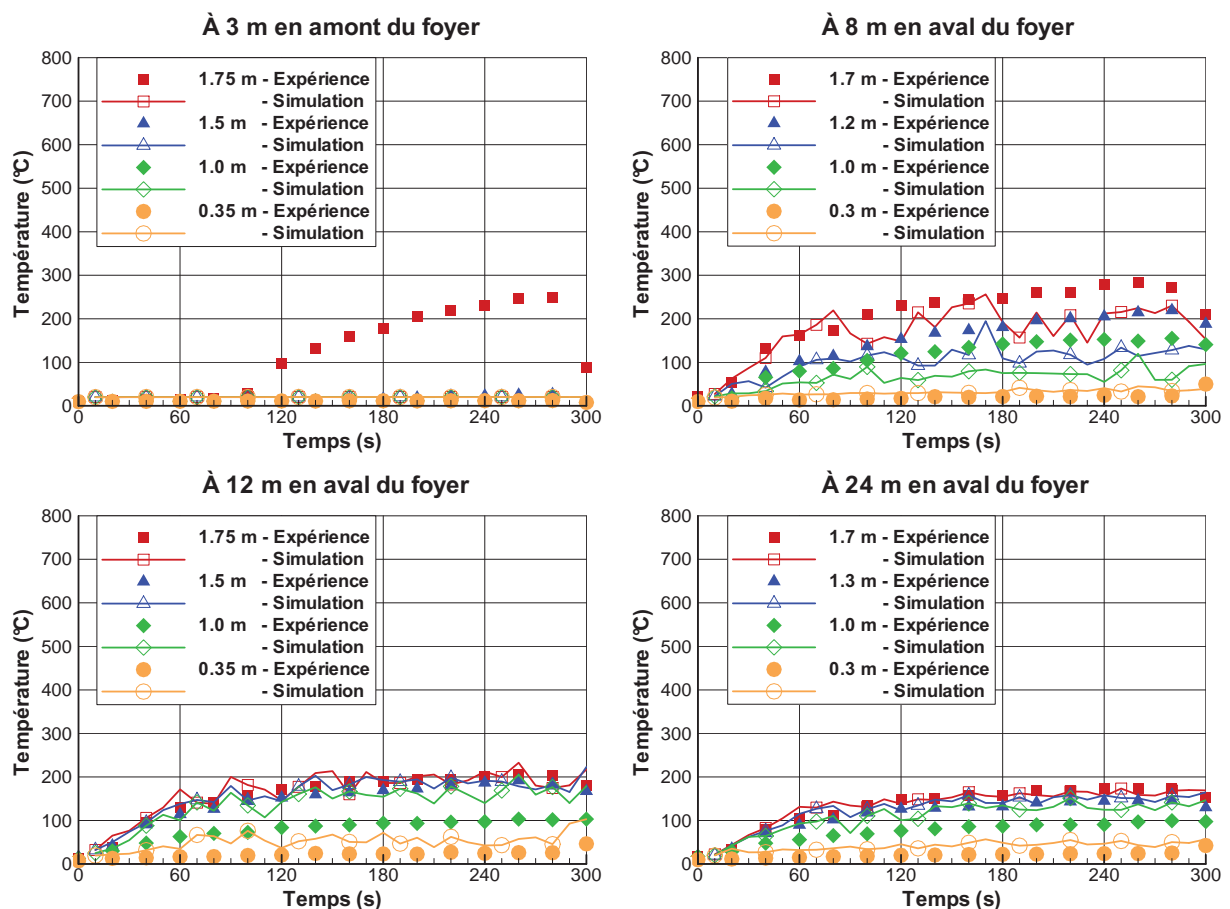 À 3 m en amont du foyer
800
700
600
500
400
300
200
100
0
0 60 120 180 240 300
Température (°C)
Temps (s)
1.75 m - Expérience
- Simulation
1.5 m - Expérience
- Simulation
1.0 m - Expérience
- Simulation
0.35 m - Expérience
- Simulation
À 8 m en aval du foyer
800
700
600
500
400
300
200
100
0
0 60 120 180 240 300
Température (°C)
Temps (s)
1.7 m - Expérience
- Simulation
1.2 m - Expérience
- Simulation
1.0 m - Expérience
- Simulation
0.3 m - Expérience
- Simulation
À 12 m en aval du foyer
800
700
600
500
400
300
200
100
0
0 60 120 180 240 300
Température (°C)
Temps (s)
1.75 m - Expérience
- Simulation
1.5 m - Expérience
- Simulation
1.0 m - Expérience
- Simulation
0.35 m - Expérience
- Simulation
À 24 m en aval du foyer
800
700
600
500
400
300
200
100
0
0 60 120 180 240 300
Température (°C)
Temps (s)
1.7 m - Expérience
- Simulation
1.3 m - Expérience
- Simulation
1.0 m - Expérience
- Simulation
0.3 m - Expérience
- Simulation